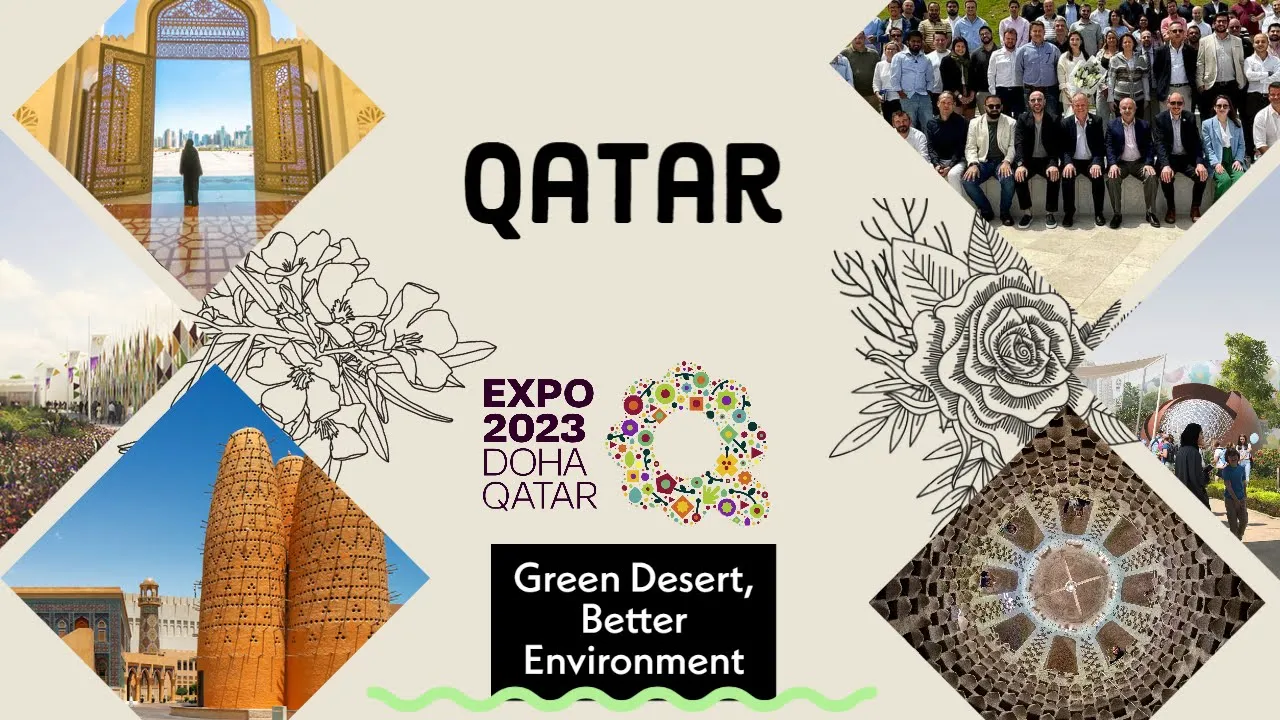 QATAR
EXPO
2023
DOHA
QATAR
Green Desert,
Better
Environment